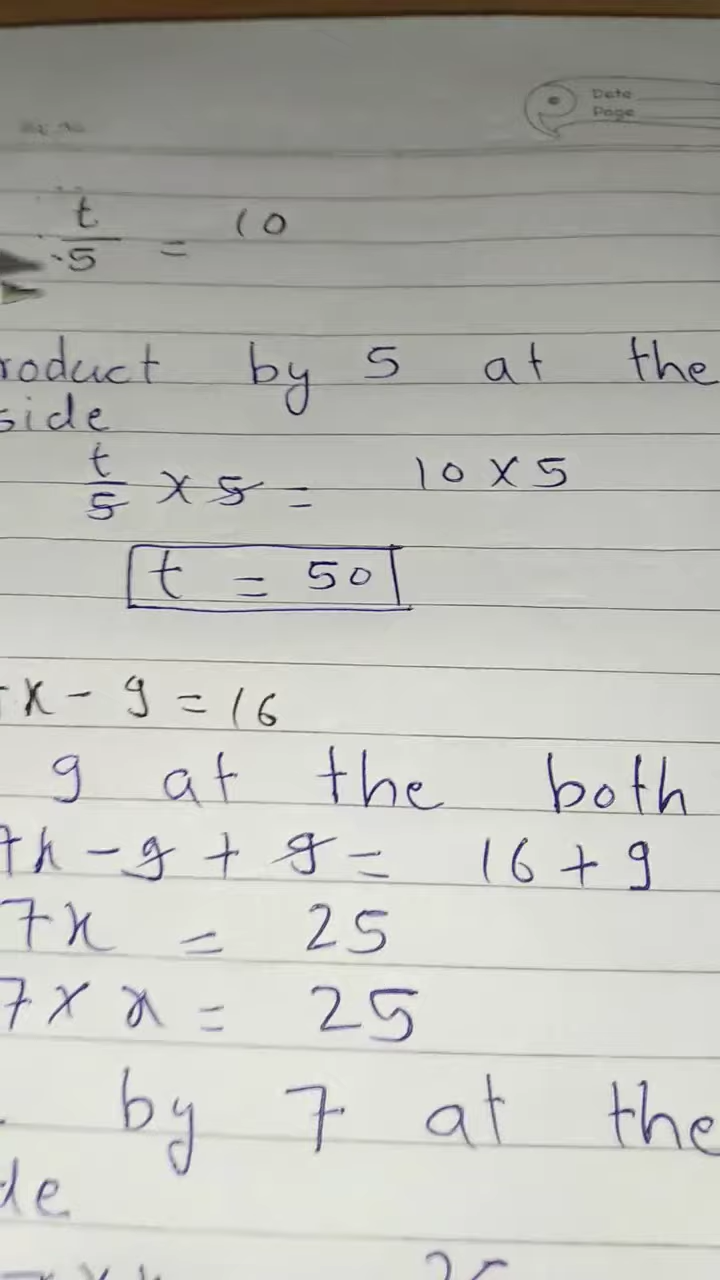 Date
Page
t/5 = 10
roduct by 5 at the
side
t/5 × 5 = 10 × 5
t = 50
x - 9 = 16
9 at the both
7x - 9 + 9 = 16 + 9
7x = 25
7 × x = 25
by 7 at the
de